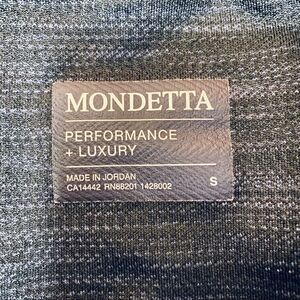 MONDETTA
PERFORMANCE
+ LUXURY
MADE IN JORDAN
CA14442 RN88201 1428002
S